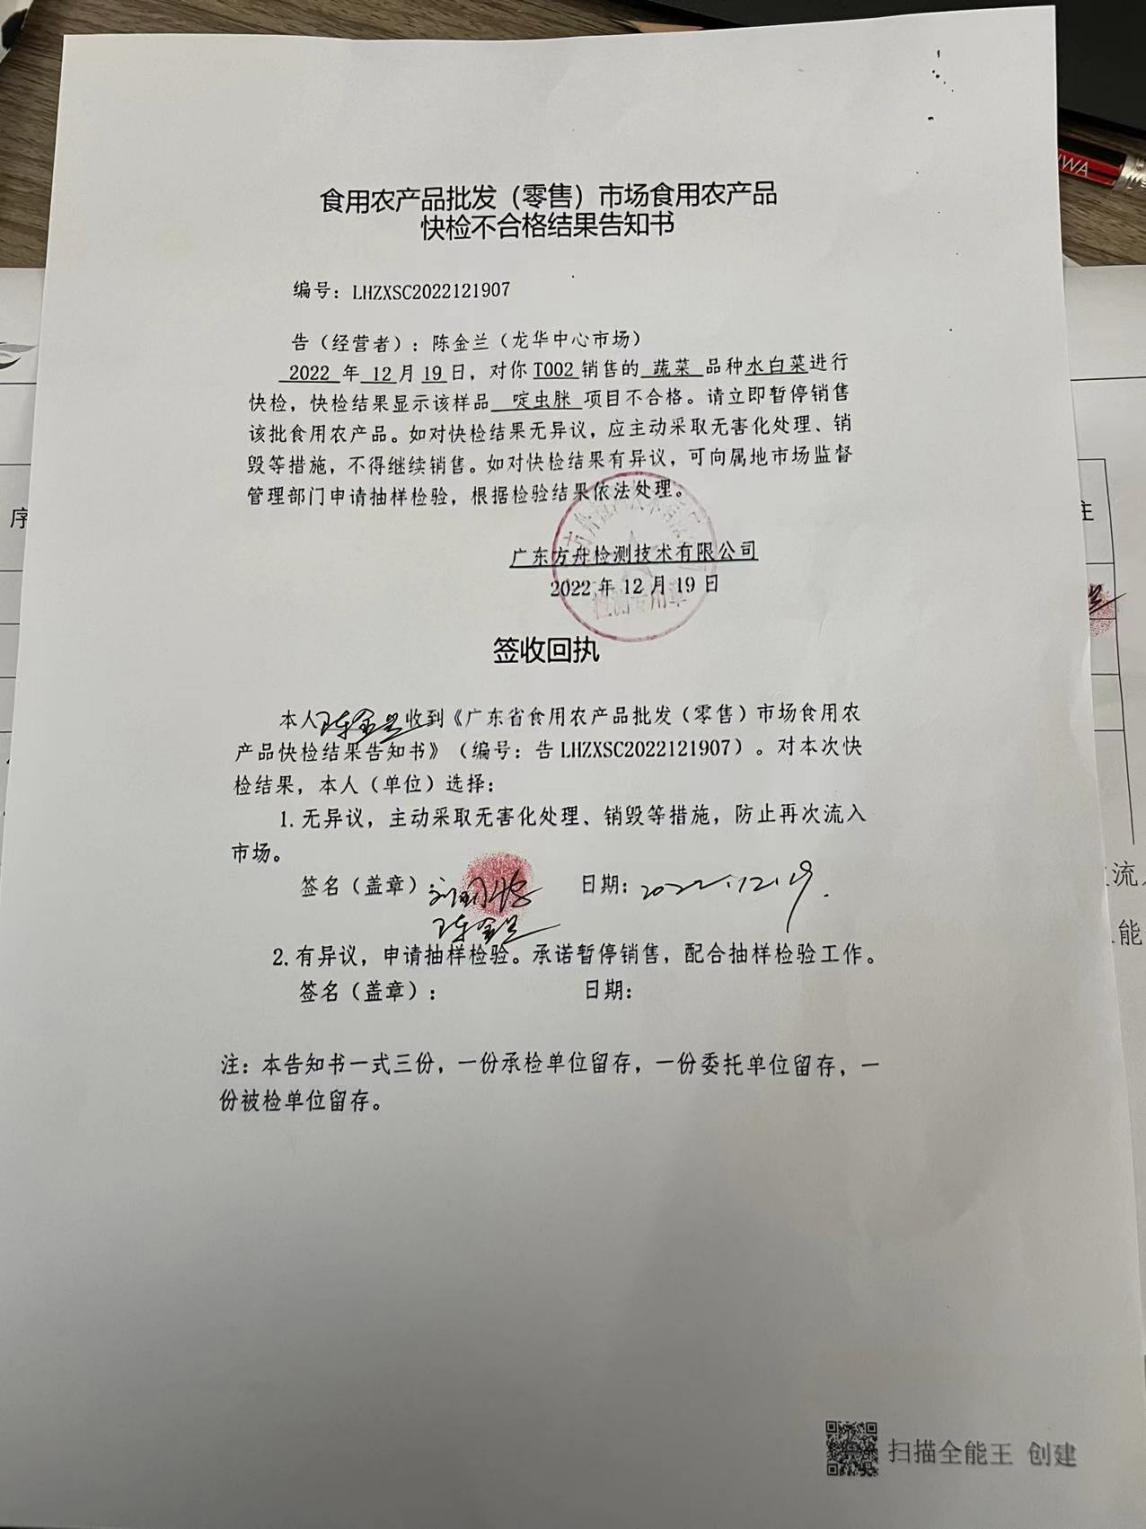 食用农产品批发（零售）市场食用农产品
快检不合格结果告知书
编号：LHZXSC2022121907
告（经营者）：陈金兰（龙华中心市场）
2022 年 12 月 19 日，对你 T002 销售的 蔬菜 品种水白菜进行
快检，快检结果显示该样品 啶虫脒 项目不合格。请立即暂停销售
该批食用农产品。如对快检结果无异议，应主动采取无害化处理、销
毁等措施，不得继续销售。如对快检结果有异议，可向属地市场监督
管理部门申请抽样检验，根据检验结果依法处理。
广东方舟检测技术有限公司
2022 年 12 月 19 日
检测专用章
签收回执
本人陈金兰收到《广东省食用农产品批发（零售）市场食用农
产品快检结果告知书》（编号：告 LHZXSC2022121907）。对本次快
检结果，本人（单位）选择：
1. 无异议，主动采取无害化处理、销毁等措施，防止再次流入
市场。
签名（盖章） 日期：2022.12.19.
陈金兰
2. 有异议，申请抽样检验。承诺暂停销售，配合抽样检验工作。
签名（盖章）： 日期：
注：本告知书一式三份，一份承检单位留存，一份委托单位留存，一
份被检单位留存。
序
流
能
扫描全能王 创建